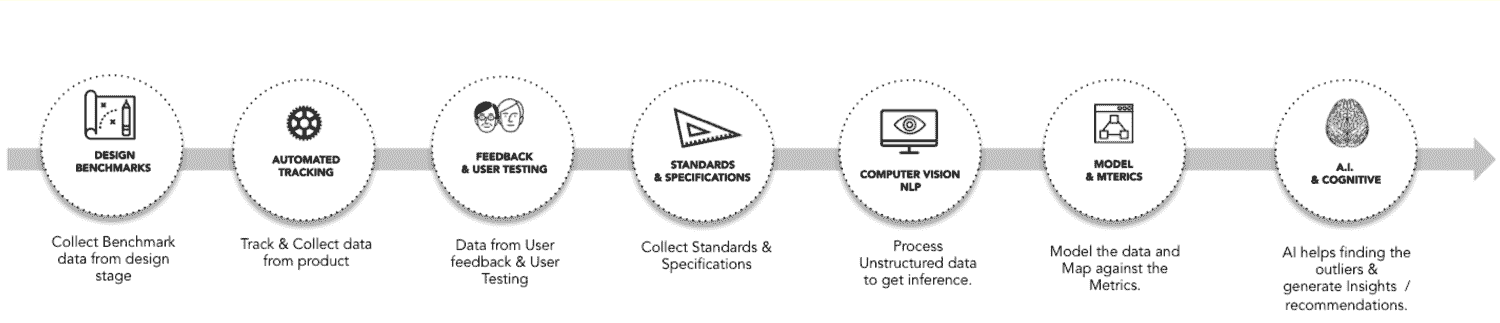 DESIGN
BENCHMARKS
Collect Benchmark
data from design
stage
AUTOMATED
TRACKING
Track & Collect data
from product
FEEDBACK
& USER TESTING
Data from User
feedback & User
Testing
STANDARDS
& SPECIFICATIONS
Collect Standards &
Specifications
COMPUTER VISION
NLP
Process
Unstructured data
to get inference.
MODEL
& MTERICS
Model the data and
Map against the
Metrics.
A.I.
& COGNITIVE
AI helps finding the
outliers &
generate Insights /
recommendations.